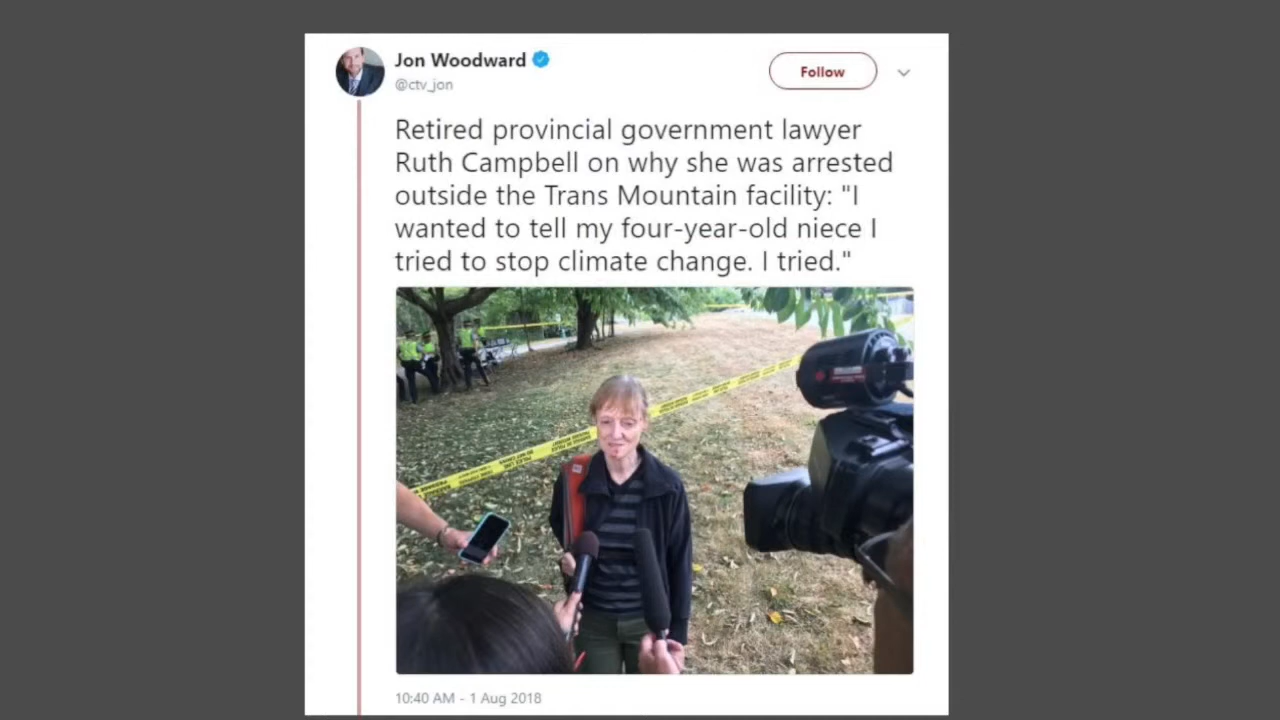 Jon Woodward
@ctv_jon
Follow
Retired provincial government lawyer
Ruth Campbell on why she was arrested
outside the Trans Mountain facility: "I
wanted to tell my four-year-old niece I
tried to stop climate change. I tried."
10:40 AM - 1 Aug 2018